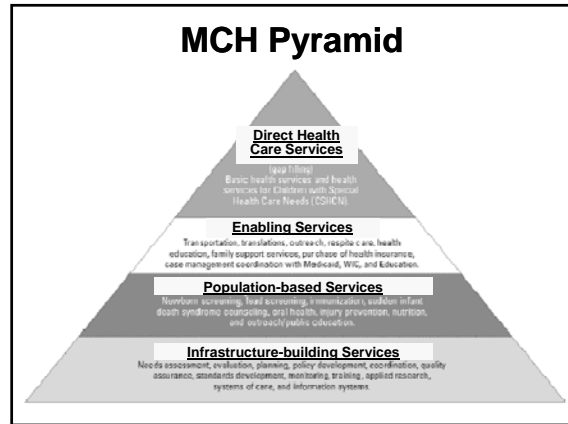 MCH Pyramid
Direct Health
Care Services
(gap filling)
Basic health services and health
services for Children with Special
Health Care Needs (CSHCN).
Enabling Services
Transportation, translations, outreach, respite care, health
education, family support services, purchase of health insurance,
case management coordination with Medicaid, WIC, and Education.
Population-based Services
Newborn screening, lead screening, immunization, sudden infant
death syndrome counseling, oral health, injury prevention, nutrition,
and outreach/public education.
Infrastructure-building Services
Needs assessment, evaluation, planning, policy development, coordination, quality
assurance, standards development, monitoring, training, applied research,
systems of care, and information systems